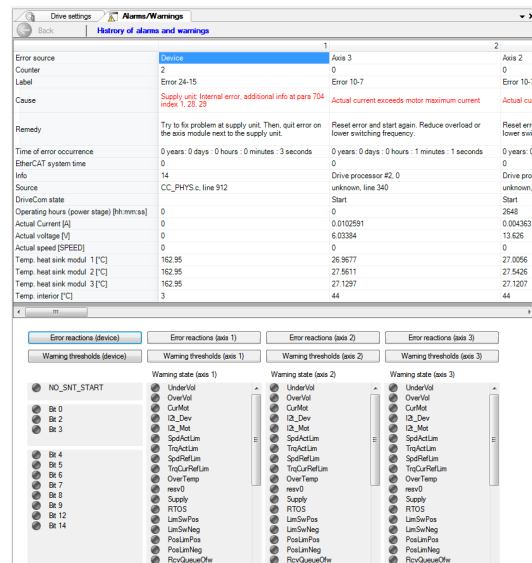 Drive settings Alarms/Warnings
Back Histrory of alarms and warnings
1 2
Error source Device Axis 3 Axis 2
Counter 2 0 0
Label Error 24-15 Error 10-7 Error 10-
Cause Supply unit: Internal error, additional info at para 704 index 1, 28, 29 Actual current exceeds motor maximum current Actual cu
Remedy Try to fix problem at supply unit. Then, quit error on the axis module next to the supply unit. Reset error and start again. Reduce overload or lower switching frequency. Reset err lower swi
Time of error occurrence 0 years: 0 days : 0 hours : 0 minutes : 3 seconds 0 years: 0 days : 0 hours : 1 minutes : 1 seconds 0 years: 0
EtherCAT system time 0 0 0
Info 14 Drive processor #2, 0 Drive pro
Source CC_PHYS.c, line 912 unknown, line 340 unknown,
DriveCom state Start Start
Operating hours (power stage) [hh:mm:ss] 0 0 2648
Actual Current [A] 0 0.0102591 0.004363
Actual voltage [V] 0 6.03384 13.626
Actual speed [SPEED] 0 0 0
Temp. heat sink modul 1 [°C] 162.95 26.9677 27.0056
Temp. heat sink modul 2 [°C] 162.95 27.5611 27.5426
Temp. heat sink modul 3 [°C] 162.95 27.1297 27.1207
Temp. interior [°C] 3 44 44
Error reactions (device) Error reactions (axis 1) Error reactions (axis 2) Error reactions (axis 3)
Warning thresholds (device) Warning thresholds (axis 1) Warning thresholds (axis 2) Warning thresholds (axis 3)
Warning state (axis 1) Warning state (axis 2) Warning state (axis 3)
NO_SNT_START UnderVol UnderVol UnderVol
OverVol OverVol OverVol
Bit 0 CurMot CurMot CurMot
Bit 2 I2t_Dev I2t_Dev I2t_Dev
Bit 3 I2t_Mot I2t_Mot I2t_Mot
SpdActLim SpdActLim SpdActLim
TrqActLim TrqActLim TrqActLim
Bit 4 SpdRefLim SpdRefLim SpdRefLim
Bit 5 TrqCurRefLim TrqCurRefLim TrqCurRefLim
Bit 6 OverTemp OverTemp OverTemp
Bit 7 resv0 resv0 resv0
Bit 8 Supply Supply Supply
Bit 9 RTOS RTOS RTOS
Bit 12 LimSwPos LimSwPos LimSwPos
Bit 14 LimSwNeg LimSwNeg LimSwNeg
PosLimPos PosLimPos PosLimPos
PosLimNeg PosLimNeg PosLimNeg
RcvQueueOfw RcvQueueOfw RcvQueueOfw